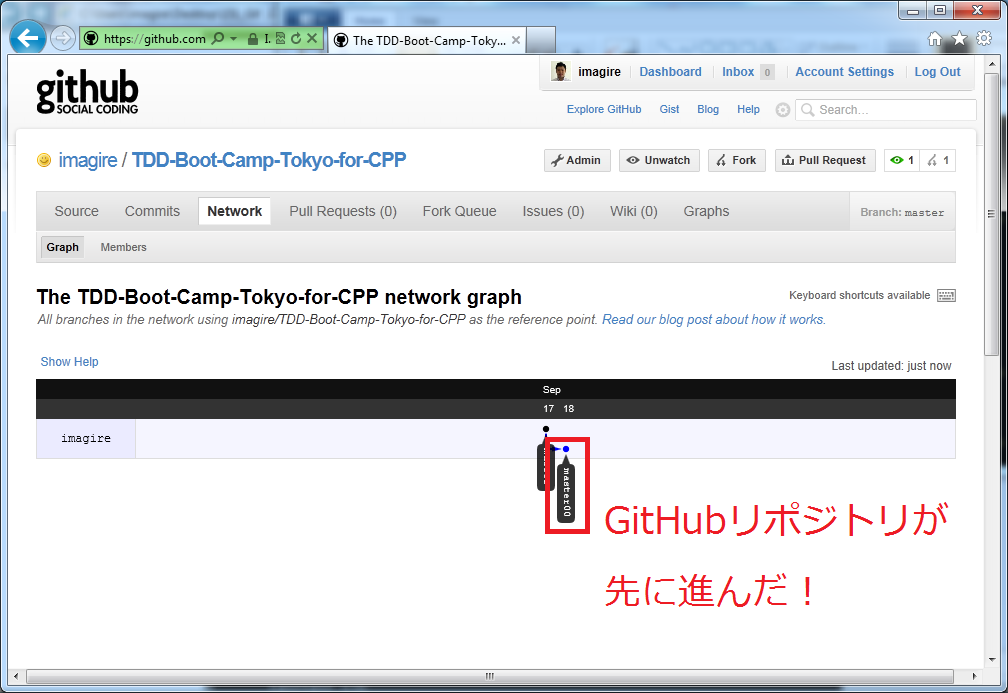 https://github.com
The TDD-Boot-Camp-Toky...
github
SOCIAL CODING
imagire Dashboard Inbox 0 Account Settings Log Out
Explore GitHub Gist Blog Help Search...
imagire / TDD-Boot-Camp-Tokyo-for-CPP
Admin Unwatch Fork Pull Request 1 1
Source Commits Network Pull Requests (0) Fork Queue Issues (0) Wiki (0) Graphs Branch: master
Graph Members
The TDD-Boot-Camp-Tokyo-for-CPP network graph
Keyboard shortcuts available
All branches in the network using imagire/TDD-Boot-Camp-Tokyo-for-CPP as the reference point. Read our blog post about how it works.
Show Help
Last updated: just now
Sep
17 18
imagire
master00
GitHubリポジトリが
先に進んだ！